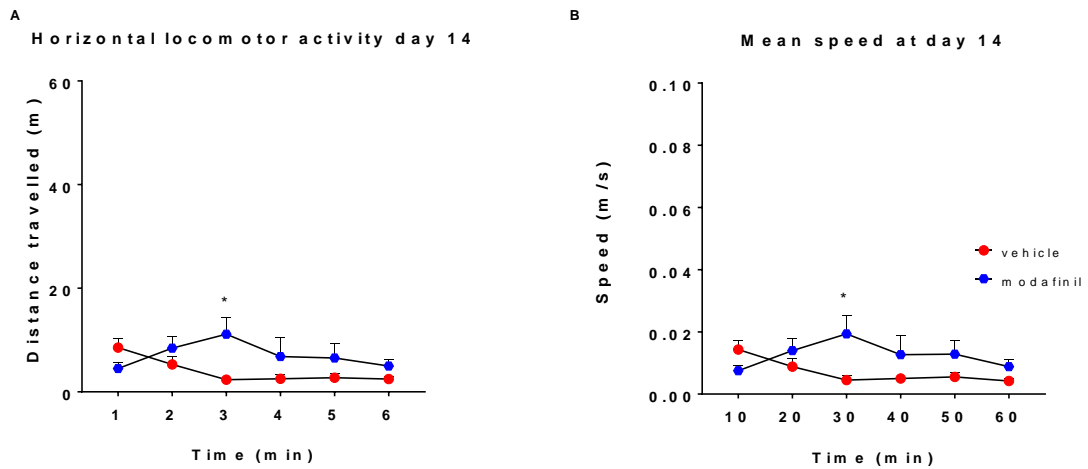 A
Horizontal locomotor activity day 14
Distance travelled (m)
60
40
20
0
*
1 2 3 4 5 6
Time (min)
B
Mean speed at day 14
Speed (m/s)
0.10
0.08
0.06
0.04
0.02
0.00
*
10 20 30 40 50 60
Time (min)
vehicle
modafinil